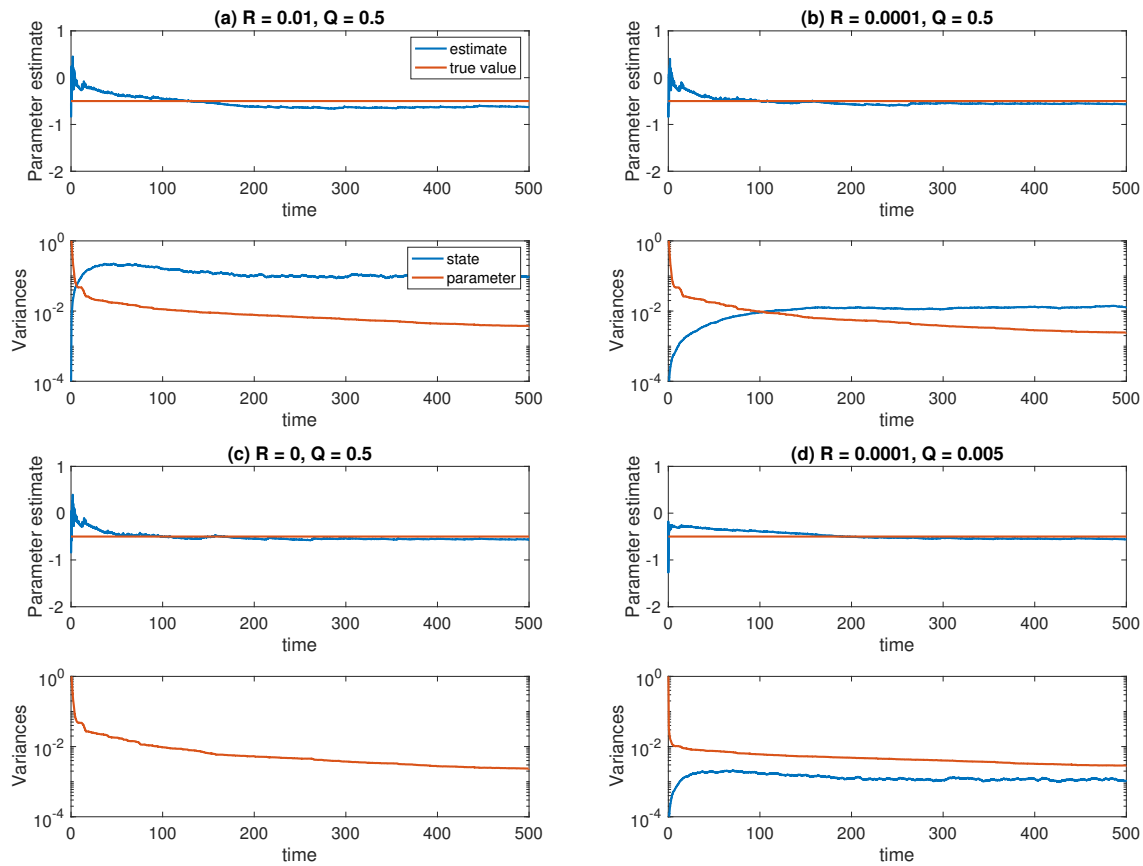 (a) R = 0.01, Q = 0.5
Parameter estimate
1
0
-1
-2
estimate
true value
0 100 200 300 400 500
time
Variances
10^0
10^-2
10^-4
state
parameter
0 100 200 300 400 500
time
(b) R = 0.0001, Q = 0.5
Parameter estimate
1
0
-1
-2
0 100 200 300 400 500
time
Variances
10^0
10^-2
10^-4
0 100 200 300 400 500
time
(c) R = 0, Q = 0.5
Parameter estimate
1
0
-1
-2
0 100 200 300 400 500
time
Variances
10^0
10^-2
10^-4
0 100 200 300 400 500
time
(d) R = 0.0001, Q = 0.005
Parameter estimate
1
0
-1
-2
0 100 200 300 400 500
time
Variances
10^0
10^-2
10^-4
0 100 200 300 400 500
time